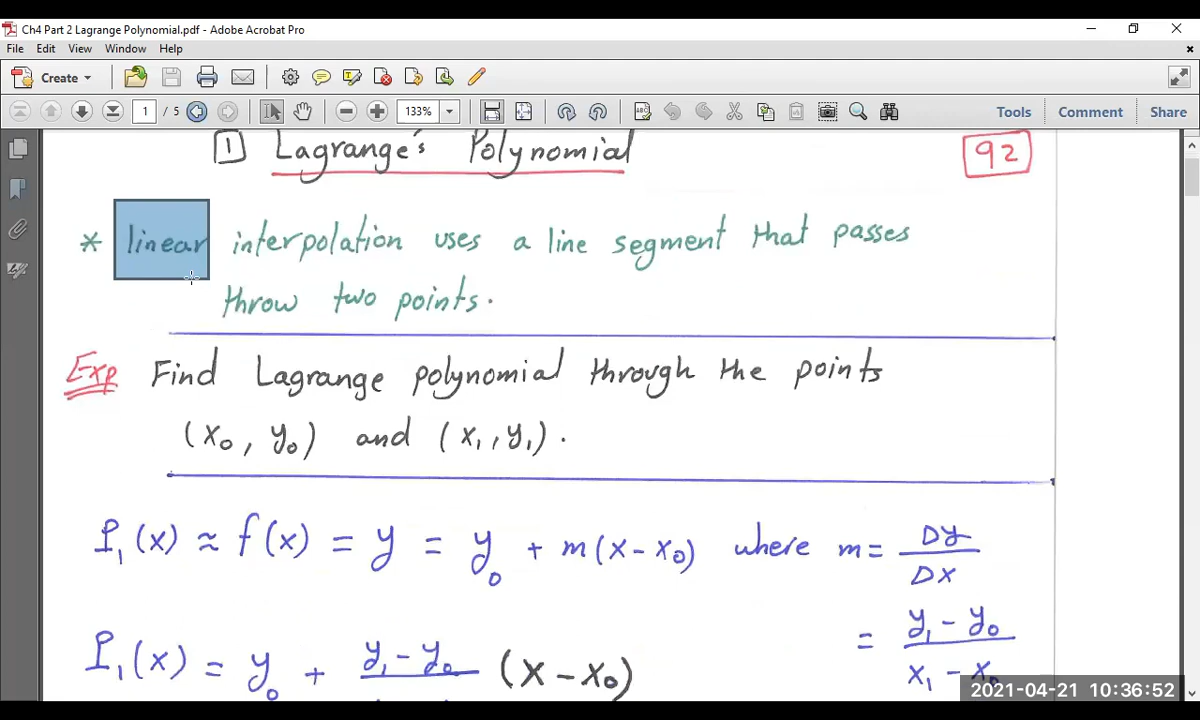 Ch4 Part 2 Lagrange Polynomial.pdf - Adobe Acrobat Pro
File Edit View Window Help
Create
1 / 5
133%
Tools Comment Share
1 Lagrange's Polynomial
92
* linear interpolation uses a line segment that passes
throw two points.
Exp Find Lagrange polynomial through the points
(x₀, y₀) and (x₁, y₁).
P₁(x) ≈ f(x) = y = y₀ + m(x - x₀) where m = Δy / Δx
= y₁ - y₀ / x₁ - x₀
P₁(x) = y₀ + y₁ - y₀ (x - x₀)
2021-04-21 10:36:52